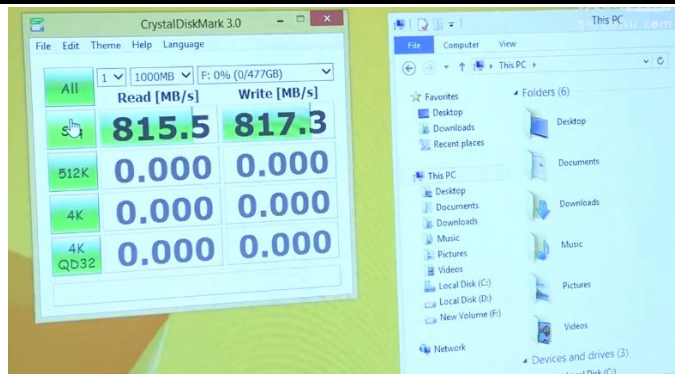 CrystalDiskMark 3.0
File Edit Theme Help Language
All
1 1000MB F: 0% (0/477GB)
Read [MB/s] Write [MB/s]
815.5 817.3
512K 0.000 0.000
4K 0.000 0.000
4K
QD32 0.000 0.000
This PC
File Computer View
This PC
Favorites
Desktop
Downloads
Recent places
This PC
Desktop
Documents
Downloads
Music
Pictures
Videos
Local Disk (C:)
Local Disk (D:)
New Volume (F:)
Network
Folders (6)
Desktop
Documents
Downloads
Music
Pictures
Videos
Devices and drives (3)
Local Disk (C:)